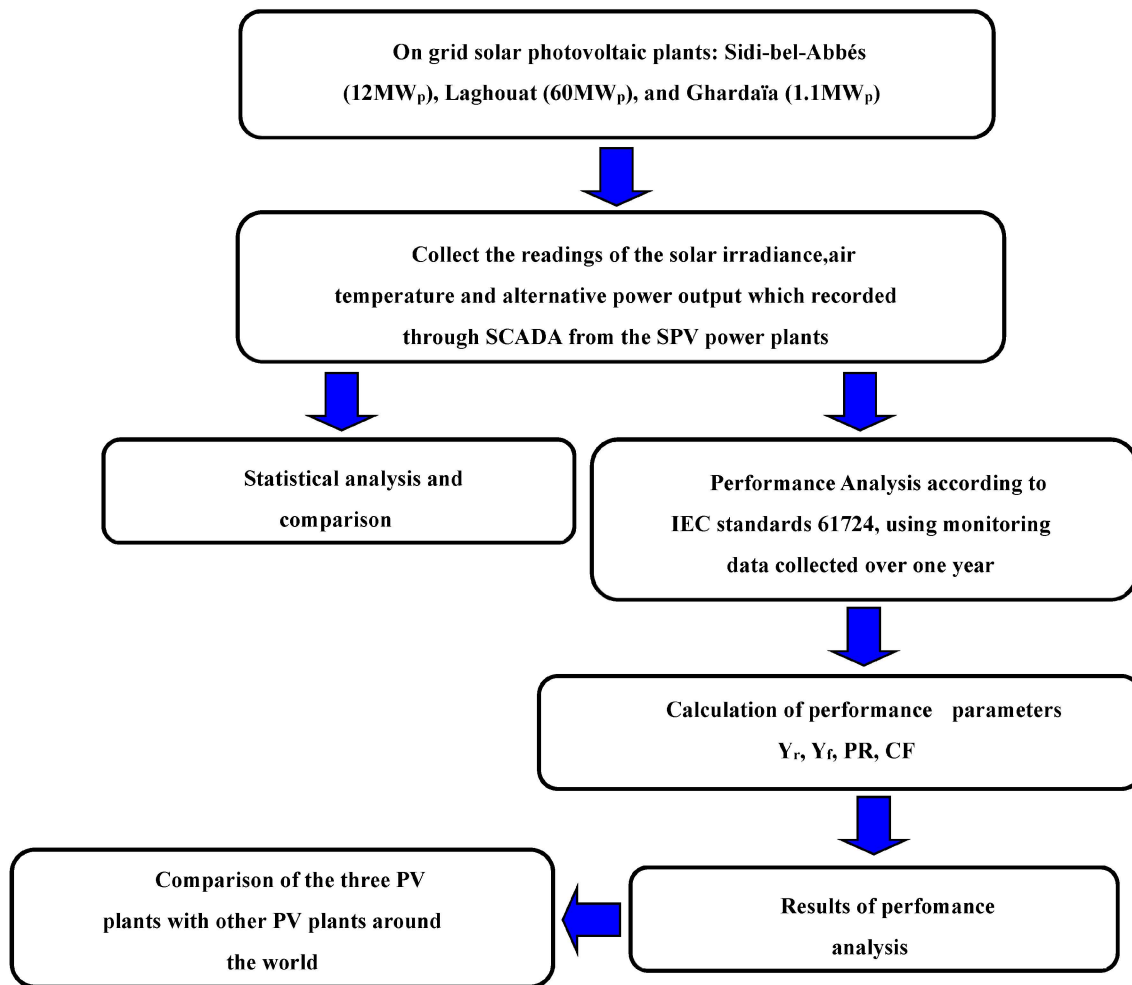 On grid solar photovoltaic plants: Sidi-bel-Abbés
(12MWₚ), Laghouat (60MWₚ), and Ghardaïa (1.1MWₚ)
Collect the readings of the solar irradiance,air
temperature and alternative power output which recorded
through SCADA from the SPV power plants
Statistical analysis and
comparison
Performance Analysis according to
IEC standards 61724, using monitoring
data collected over one year
Calculation of performance parameters
Yᵣ, Y_f, PR, CF
Results of perfomance
analysis
Comparison of the three PV
plants with other PV plants around
the world